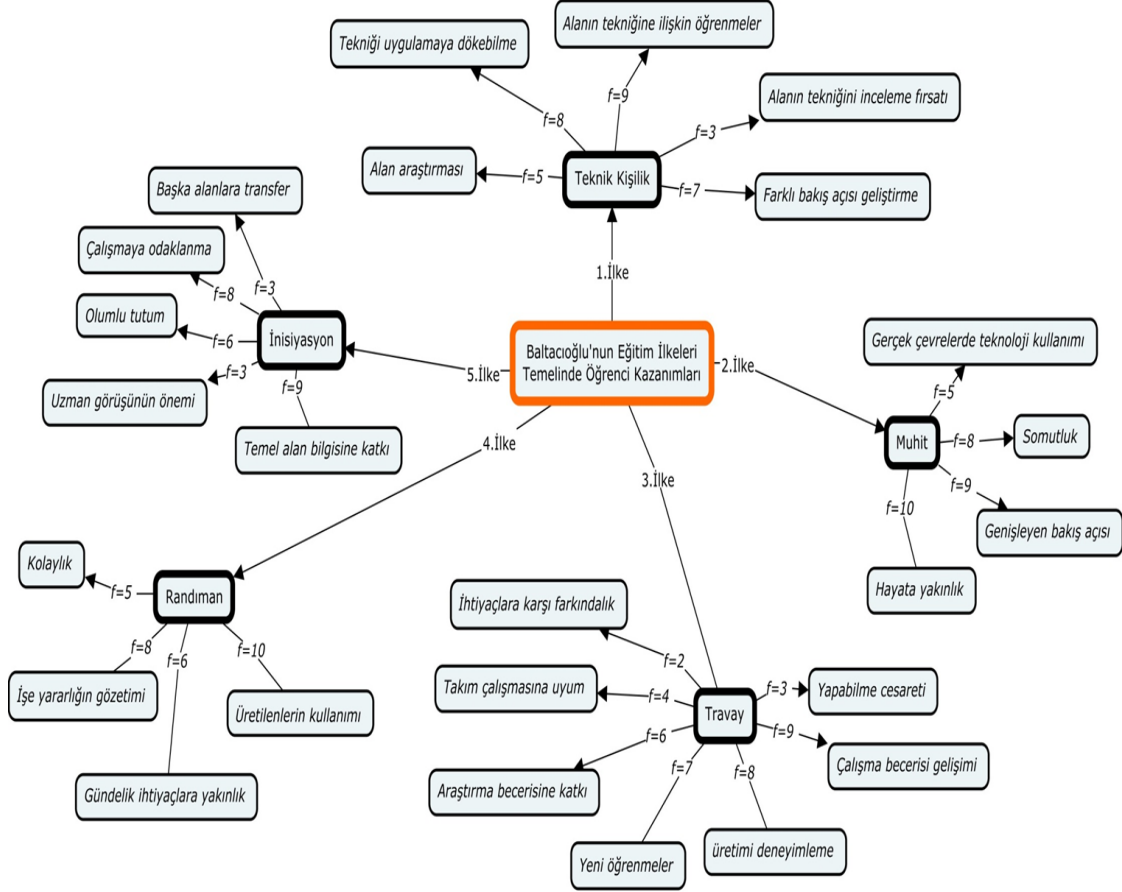 Alanın tekniğine ilişkin öğrenmeler
Tekniği uygulamaya dökebilme
f=9
Alanın tekniğini inceleme fırsatı
f=8
f=3
Alan araştırması
f=5
Teknik Kişilik
f=7
Farklı bakış açısı geliştirme
1.İlke
Başka alanlara transfer
Çalışmaya odaklanma
f=3
f=8
Olumlu tutum
f=6
İnisiyasyon
f=3
Uzman görüşünün önemi
f=9
Temel alan bilgisine katkı
5.İlke
Baltacıoğlu'nun Eğitim İlkeleri
Temelinde Öğrenci Kazanımları
2.İlke
Gerçek çevrelerde teknoloji kullanımı
f=5
Muhit
f=8
Somutluk
f=9
f=10
Genişleyen bakış açısı
Hayata yakınlık
4.İlke
3.İlke
Kolaylık
f=5
Randıman
f=8
f=6
f=10
İşe yararlığın gözetimi
Üretilenlerin kullanımı
Gündelik ihtiyaçlara yakınlık
İhtiyaçlara karşı farkındalık
f=2
Takım çalışmasına uyum
f=4
Travay
f=3
Yapabilme cesareti
f=6
f=9
Araştırma becerisine katkı
f=7
f=8
Çalışma becerisi gelişimi
Yeni öğrenmeler
üretimi deneyimleme